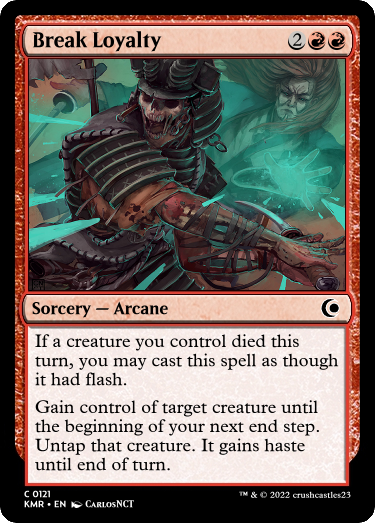 Break Loyalty 2
Sorcery — Arcane
If a creature you control died this
turn, you may cast this spell as though
it had flash.
Gain control of target creature until
the beginning of your next end step.
Untap that creature. It gains haste
until end of turn.
C 0121
KMR • EN CarlosNCT
™ & © 2022 crushcastles23